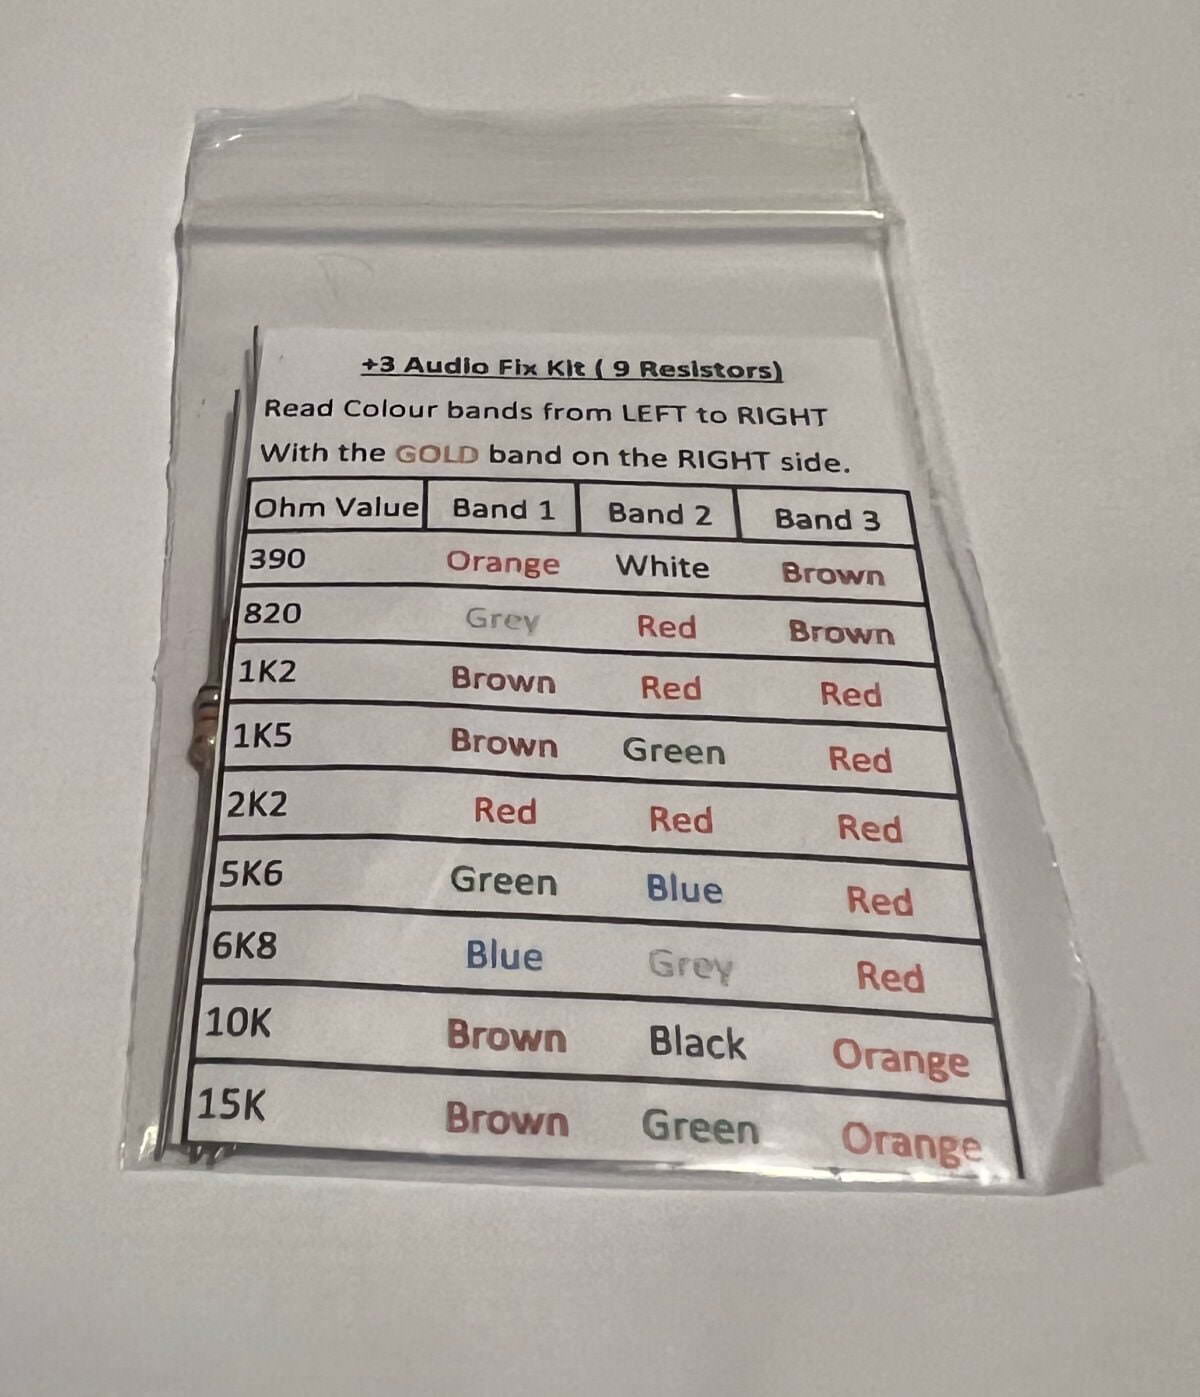 +3 Audio Fix Kit ( 9 Resistors)
Read Colour bands from LEFT to RIGHT
With the GOLD band on the RIGHT side.
Ohm Value Band 1 Band 2 Band 3
390 Orange White Brown
820 Grey Red Brown
1K2 Brown Red Red
1K5 Brown Green Red
2K2 Red Red Red
5K6 Green Blue Red
6K8 Blue Grey Red
10K Brown Black Orange
15K Brown Green Orange